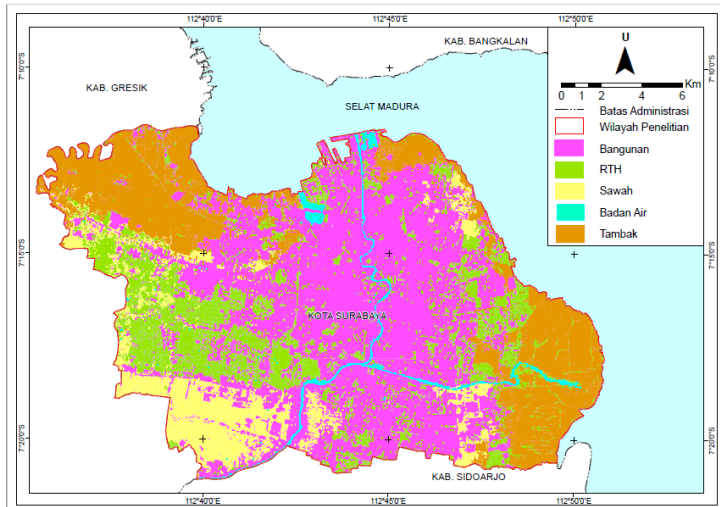 112°40'0"E 112°45'0"E 112°50'0"E
KAB. BANGKALAN
U
7°10'0"S 7°10'0"S
KAB. GRESIK
Km
0 1 2 4 6
SELAT MADURA
Batas Administrasi
Wilayah Penelitian
Bangunan
RTH
Sawah
Badan Air
Tambak
7°15'0"S 7°15'0"S
KOTA SURABAYA
7°20'0"S 7°20'0"S
KAB. SIDOARJO
112°40'0"E 112°45'0"E 112°50'0"E